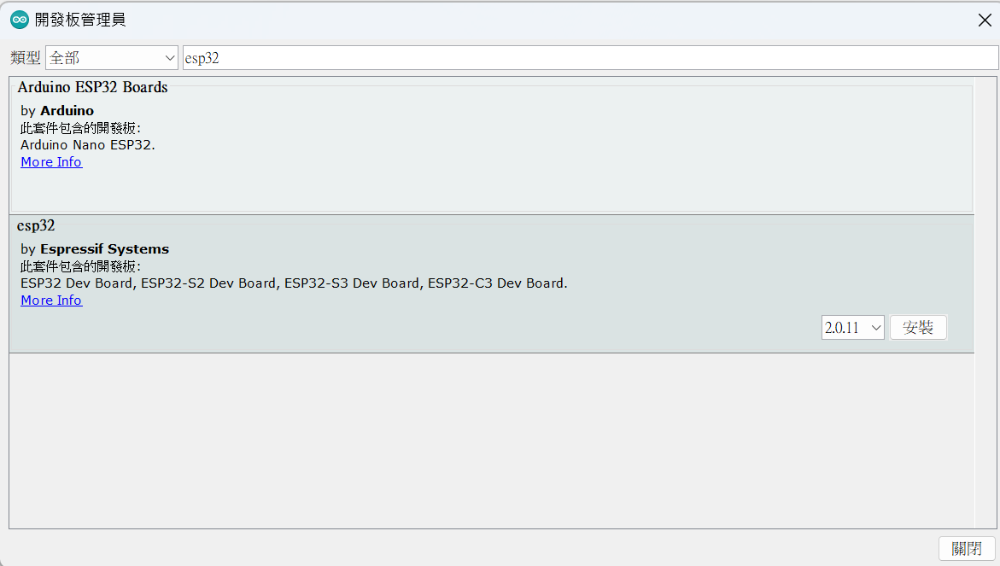 開發板管理員
類型 全部 esp32
Arduino ESP32 Boards
by Arduino
此套件包含的開發板:
Arduino Nano ESP32.
More Info
esp32
by Espressif Systems
此套件包含的開發板:
ESP32 Dev Board, ESP32-S2 Dev Board, ESP32-S3 Dev Board, ESP32-C3 Dev Board.
More Info
2.0.11 安裝
關閉